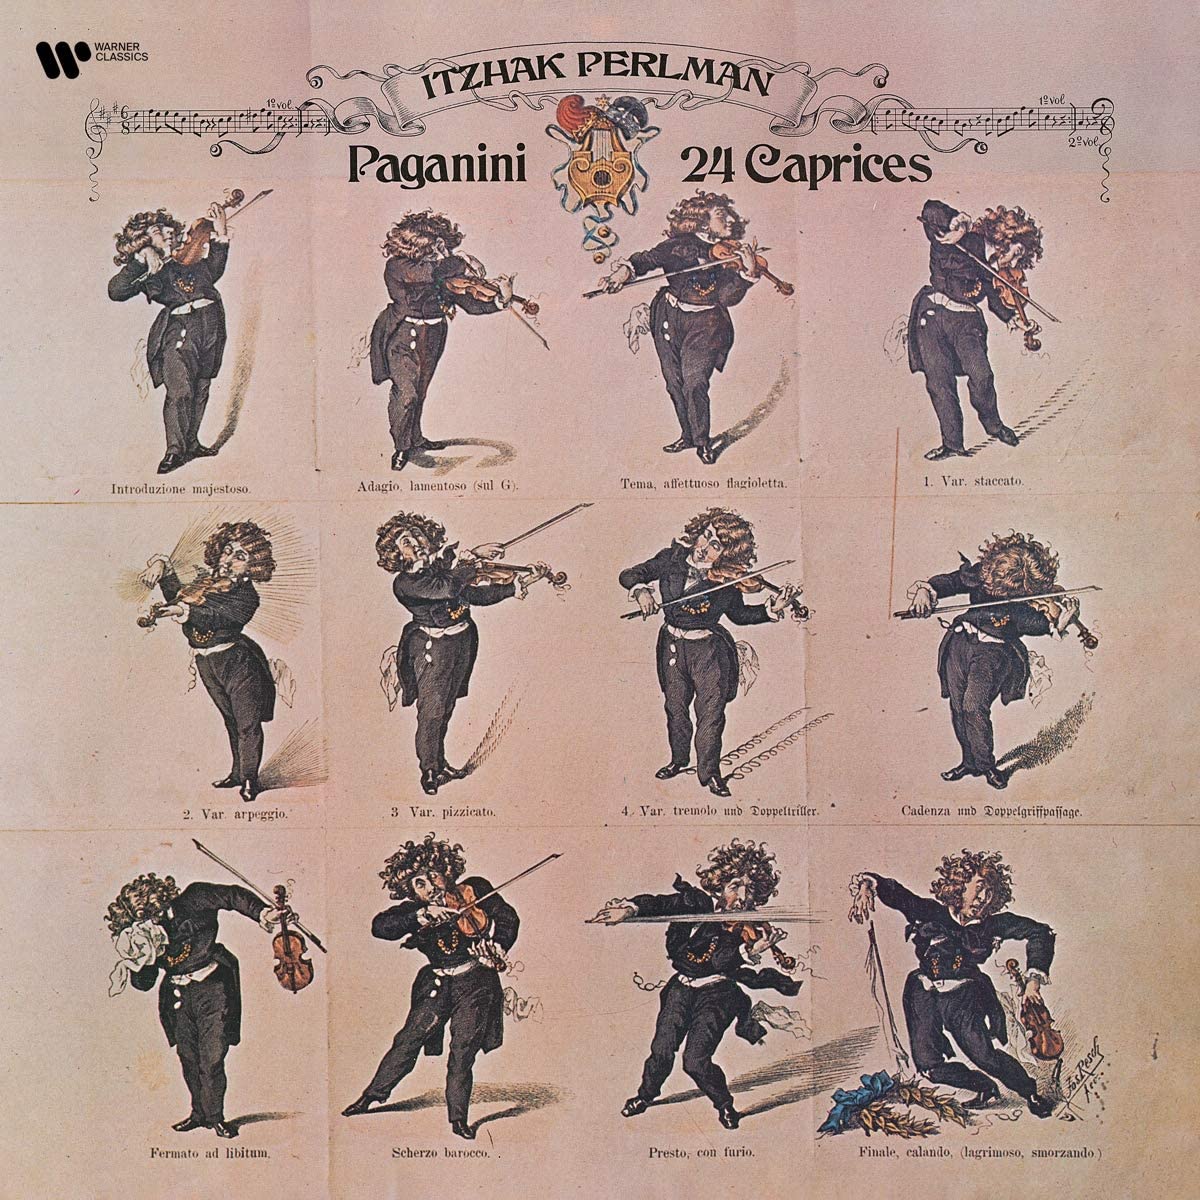 WARNER
CLASSICS
ITZHAK PERLMAN
1º vol.
1º vol
2º vol
Paganini
24 Caprices
Introduzione majestoso.
Adagio, lamentoso (sul G).
Tema, affettuoso flagioletta.
1. Var. staccato.
2. Var. arpeggio.
3 Var. pizzicato.
4. Var. tremolo und Doppeltriller.
Cadenza und Doppelgriffpassage.
Fermato ad libitum.
Scherzo barocco.
Presto, con furio.
Finale, calando, (lagrimoso, smorzando)